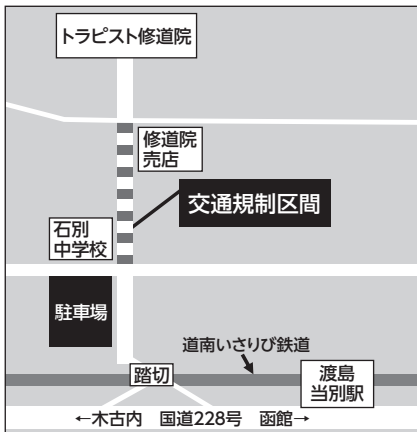 トラピスト修道院
修道院
売店
交通規制区間
石別
中学校
駐車場
道南いさりび鉄道
踏切
渡島
当別駅
←木古内　国道228号　函館→